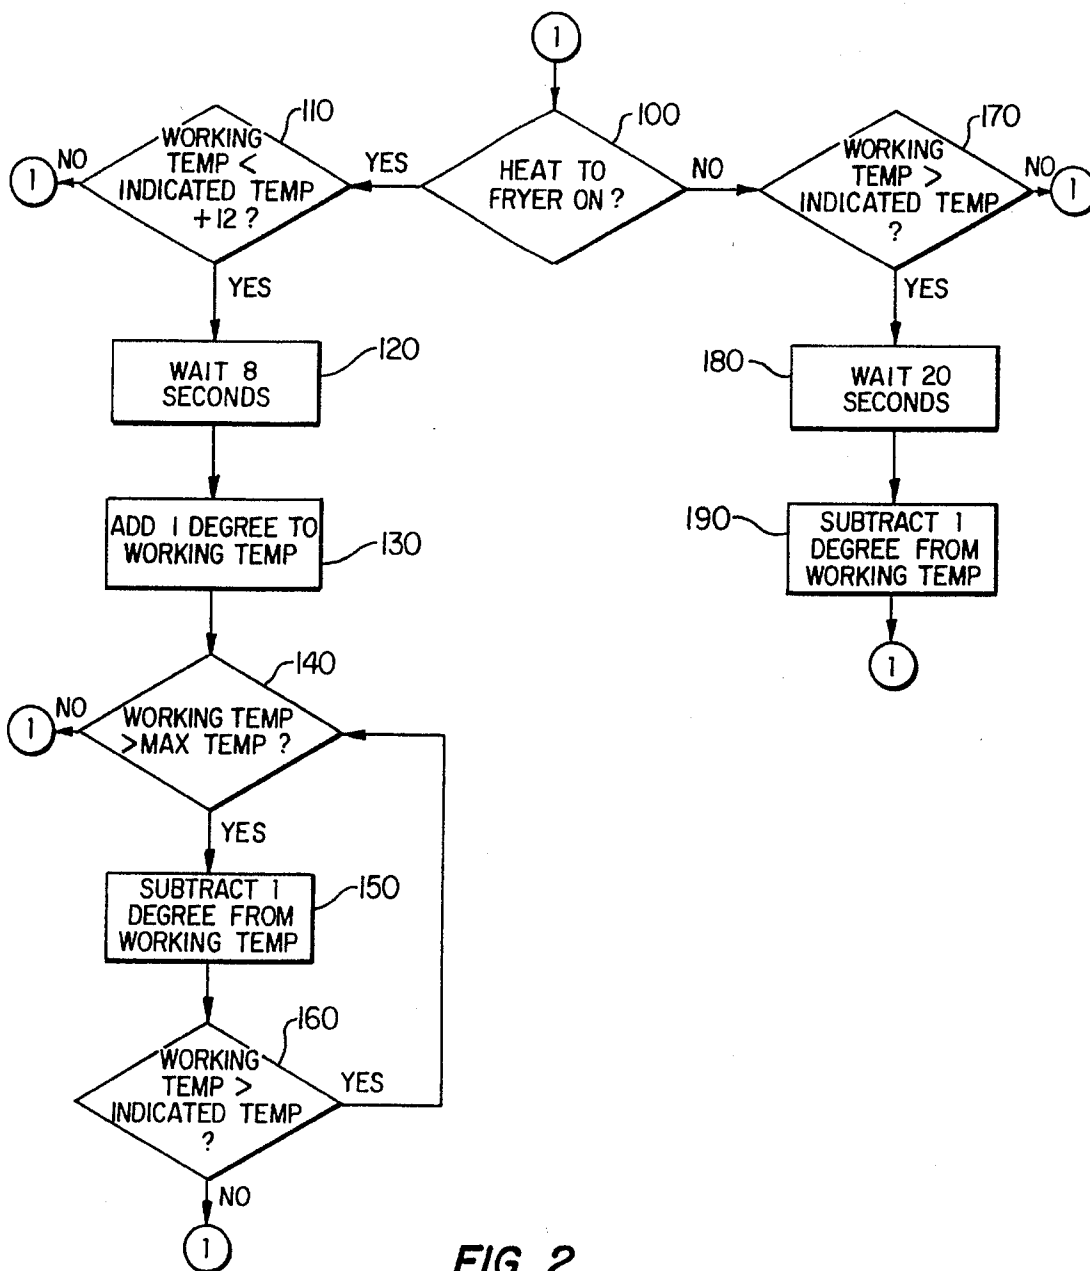 1
100
HEAT TO
FRYER ON ?
YES
NO
110
WORKING
TEMP <
INDICATED TEMP
+12 ?
NO
1
YES
120
WAIT 8
SECONDS
ADD 1 DEGREE TO
WORKING TEMP
130
140
WORKING TEMP
>MAX TEMP ?
NO
1
YES
SUBTRACT 1
DEGREE FROM
WORKING TEMP
150
160
WORKING
TEMP >
INDICATED TEMP
?
YES
NO
1
170
WORKING
TEMP >
INDICATED TEMP
?
NO
1
YES
180
WAIT 20
SECONDS
190
SUBTRACT 1
DEGREE FROM
WORKING TEMP
1
FIG. 2